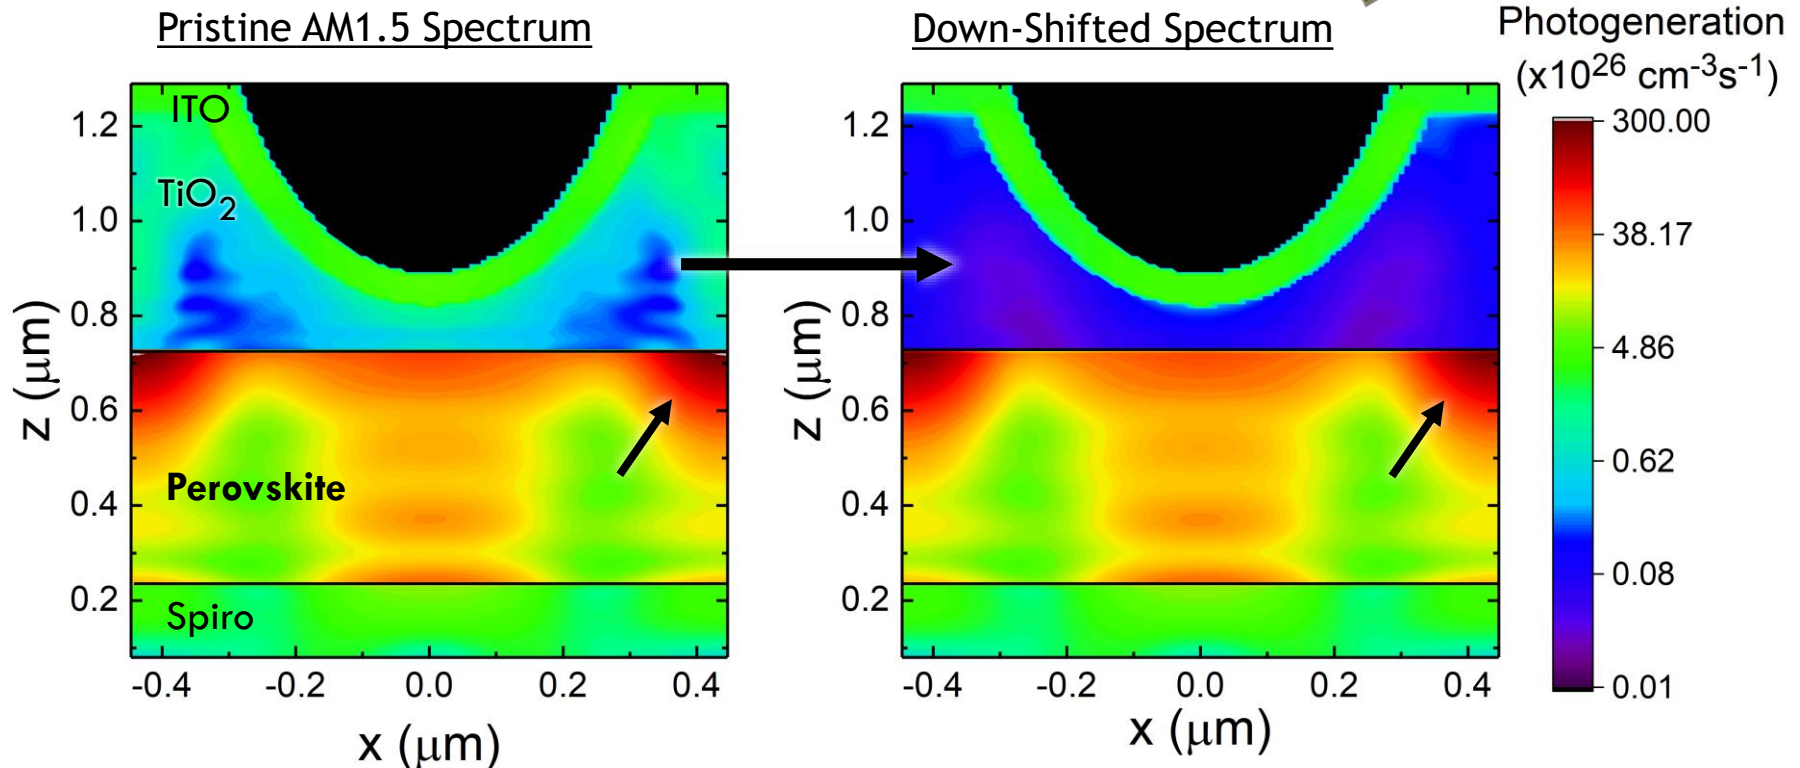 Pristine AM1.5 Spectrum
Down-Shifted Spectrum
Photogeneration
(x10²⁶ cm⁻³s⁻¹)
ITO
TiO₂
Perovskite
Spiro
1.2
1.0
0.8
0.6
0.4
0.2
z (μm)
-0.4 -0.2 0.0 0.2 0.4
x (μm)
1.2
1.0
0.8
0.6
0.4
0.2
z (μm)
-0.4 -0.2 0.0 0.2 0.4
x (μm)
300.00
38.17
4.86
0.62
0.08
0.01